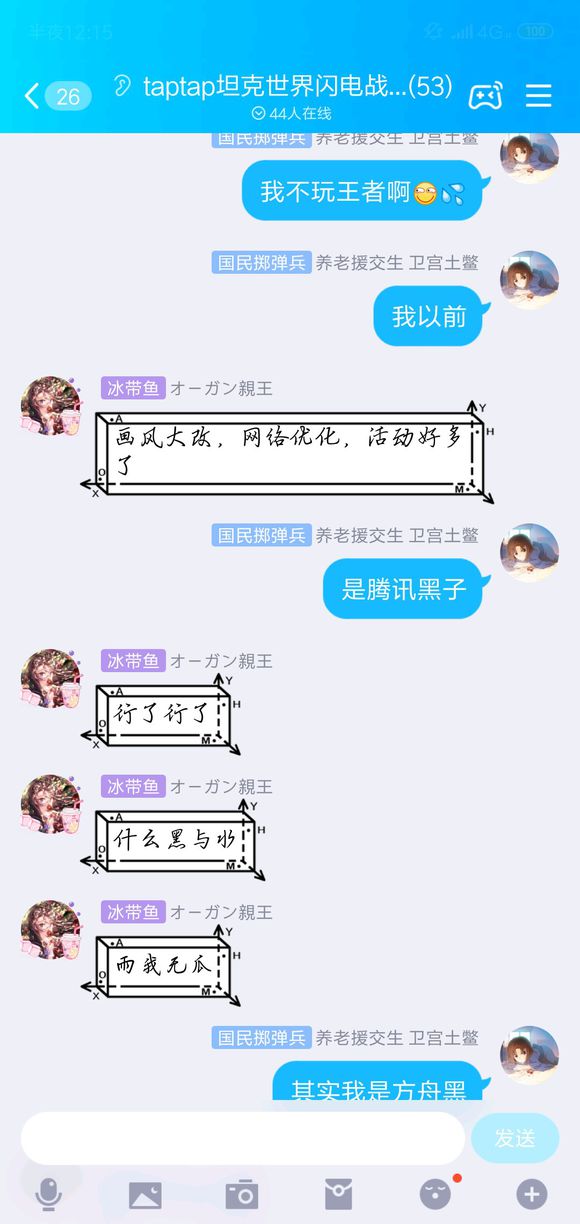 半夜12:15 4G 100
26 taptap坦克世界闪电战...(53)
44人在线
国民掷弹兵 养老援交生 卫宫土鳖
我不玩王者啊
国民掷弹兵 养老援交生 卫宫土鳖
我以前
冰带鱼 オーガン親王
A Y
画风大改，网络优化，活动好多
H
了
O
X M
国民掷弹兵 养老援交生 卫宫土鳖
是腾讯黑子
冰带鱼 オーガン親王
A Y
行了行了
H
O
X M
冰带鱼 オーガン親王
A Y
什么黑与水
H
O
X M
冰带鱼 オーガン親王
A Y
雨我无瓜
H
O
X M
国民掷弹兵 养老援交生 卫宫土鳖
其实我是方舟黑
发送